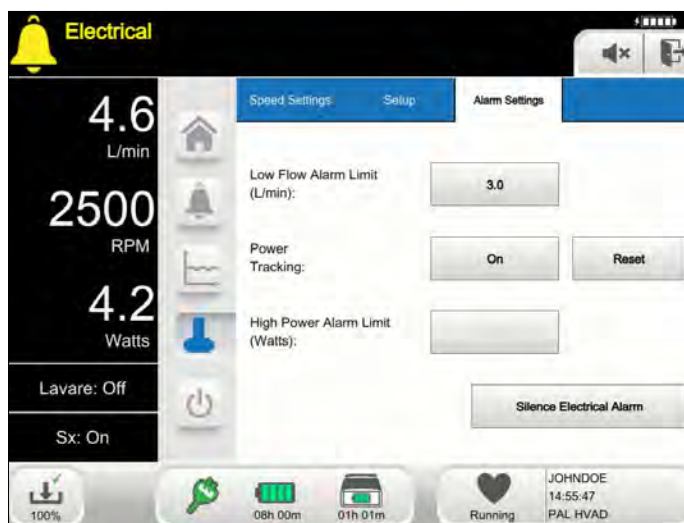 Electrical
4.6
L/min
2500
RPM
4.2
Watts
Lavare: Off
Sx: On
Speed Settings Setup Alarm Settings
Low Flow Alarm Limit
(L/min):
3.0
Power
Tracking:
On Reset
High Power Alarm Limit
(Watts):
Silence Electrical Alarm
100%
08h 00m 01h 01m
Running
JOHNDOE
14:55:47
PAL HVAD